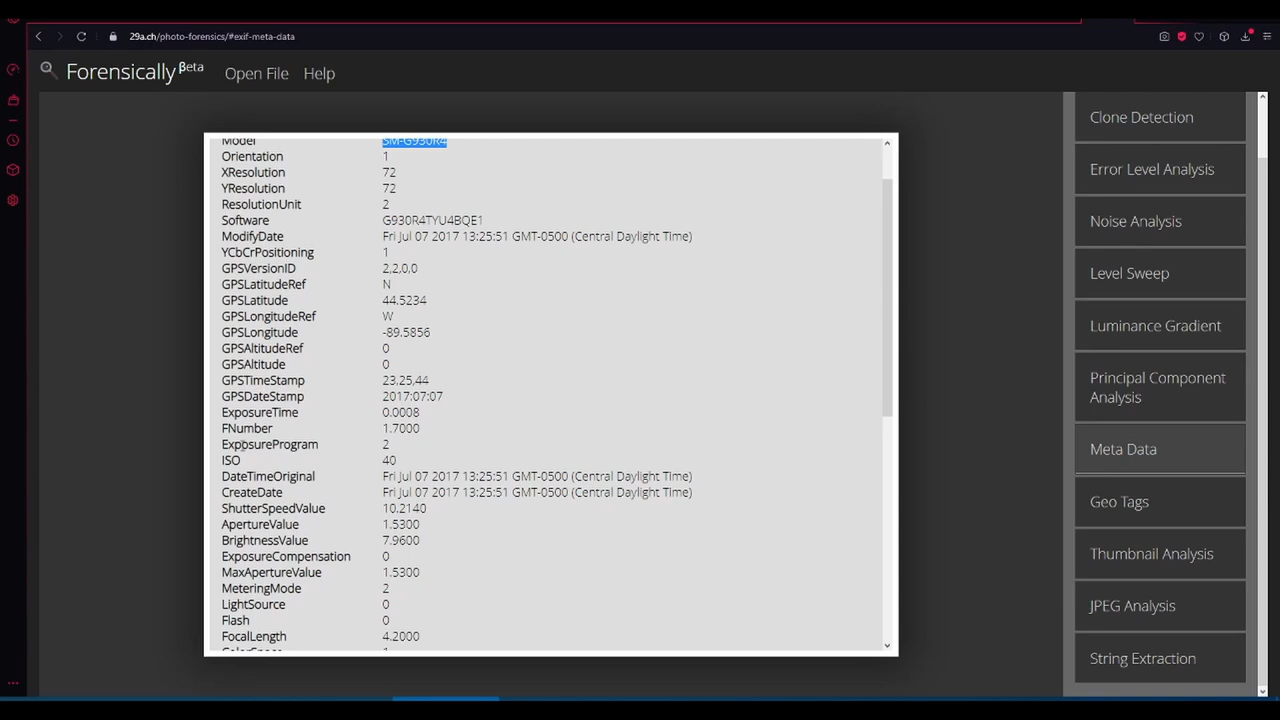 29a.ch/photo-forensics/#exif-meta-data
Forensically βeta Open File Help
Model SM-G930R4
Orientation 1
XResolution 72
YResolution 72
ResolutionUnit 2
Software G930R4TYU4BQE1
ModifyDate Fri Jul 07 2017 13:25:51 GMT-0500 (Central Daylight Time)
YCbCrPositioning 1
GPSVersionID 2,2,0,0
GPSLatitudeRef N
GPSLatitude 44.5234
GPSLongitudeRef W
GPSLongitude -89.5856
GPSAltitudeRef 0
GPSAltitude 0
GPSTimeStamp 23,25,44
GPSDateStamp 2017:07:07
ExposureTime 0.0008
FNumber 1.7000
ExposureProgram 2
ISO 40
DateTimeOriginal Fri Jul 07 2017 13:25:51 GMT-0500 (Central Daylight Time)
CreateDate Fri Jul 07 2017 13:25:51 GMT-0500 (Central Daylight Time)
ShutterSpeedValue 10.2140
ApertureValue 1.5300
BrightnessValue 7.9600
ExposureCompensation 0
MaxApertureValue 1.5300
MeteringMode 2
LightSource 0
Flash 0
FocalLength 4.2000
Clone Detection
Error Level Analysis
Noise Analysis
Level Sweep
Luminance Gradient
Principal Component
Analysis
Meta Data
Geo Tags
Thumbnail Analysis
JPEG Analysis
String Extraction